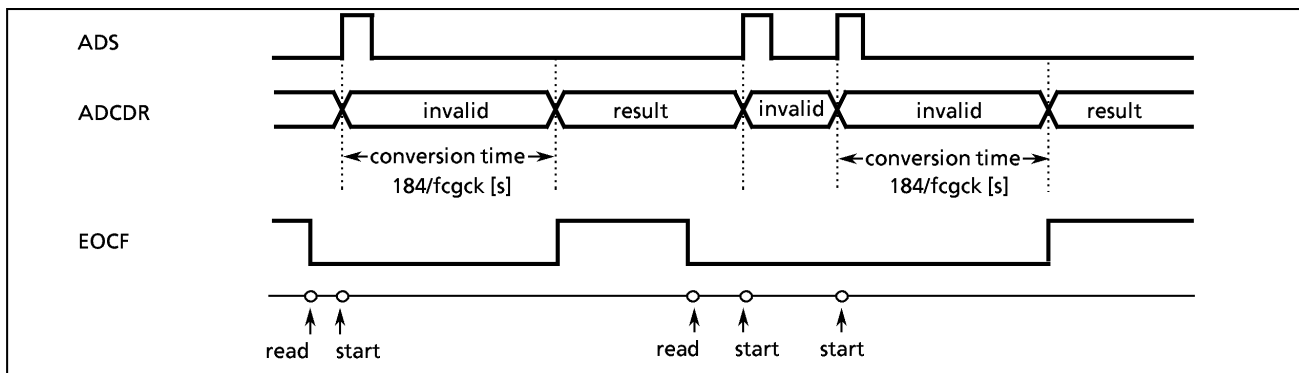 ADS
ADCDR
invalid
result
invalid
invalid
result
conversion time
184/fcgck [s]
conversion time
184/fcgck [s]
EOCF
read
start
read
start
start